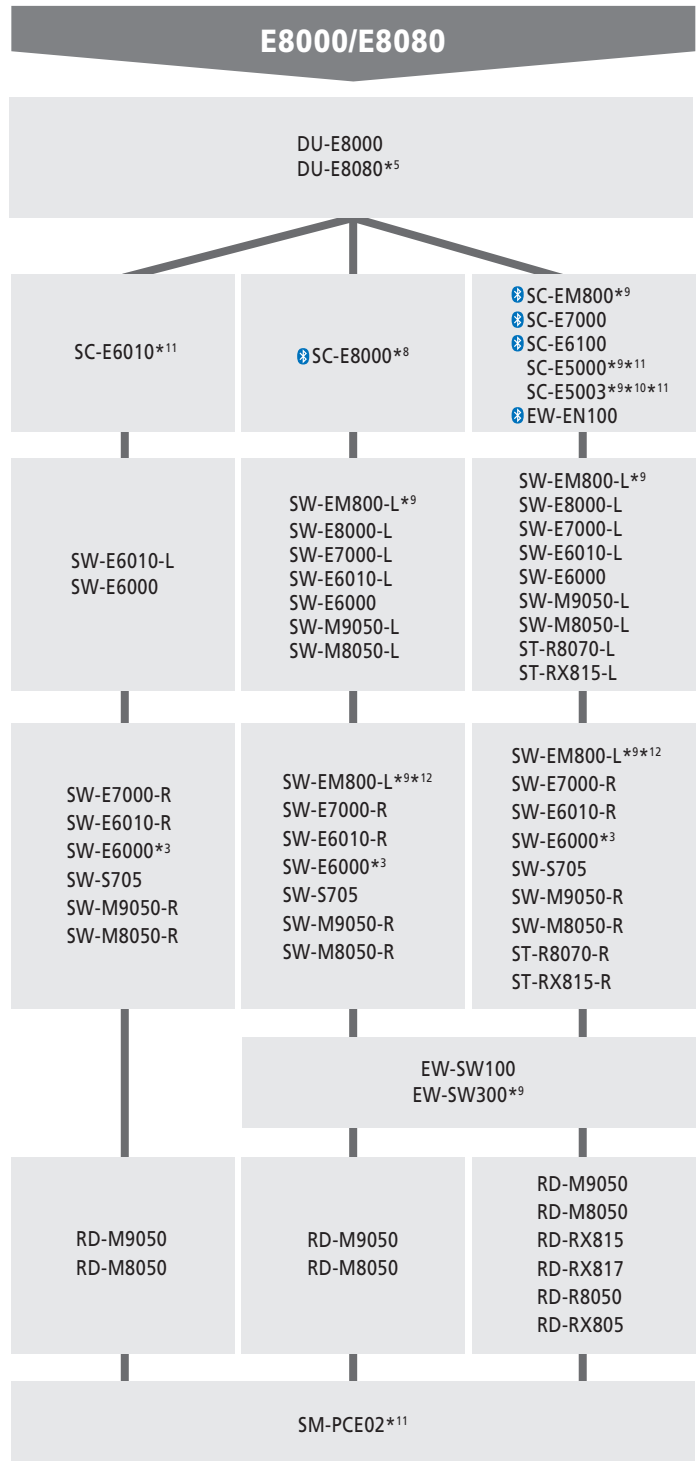 E8000/E8080
DU-E8000
DU-E8080*5
SC-E6010*11
SC-E8000*8
SC-EM800*9
SC-E7000
SC-E6100
SC-E5000*9*11
SC-E5003*9*10*11
EW-EN100
SW-E6010-L
SW-E6000
SW-EM800-L*9
SW-E8000-L
SW-E7000-L
SW-E6010-L
SW-E6000
SW-M9050-L
SW-M8050-L
SW-EM800-L*9
SW-E8000-L
SW-E7000-L
SW-E6010-L
SW-E6000
SW-M9050-L
SW-M8050-L
ST-R8070-L
ST-RX815-L
SW-E7000-R
SW-E6010-R
SW-E6000*3
SW-S705
SW-M9050-R
SW-M8050-R
SW-EM800-L*9*12
SW-E7000-R
SW-E6010-R
SW-E6000*3
SW-S705
SW-M9050-R
SW-M8050-R
SW-EM800-L*9*12
SW-E7000-R
SW-E6010-R
SW-E6000*3
SW-S705
SW-M9050-R
SW-M8050-R
ST-R8070-R
ST-RX815-R
EW-SW100
EW-SW300*9
RD-M9050
RD-M8050
RD-M9050
RD-M8050
RD-M9050
RD-M8050
RD-RX815
RD-RX817
RD-R8050
RD-RX805
SM-PCE02*11